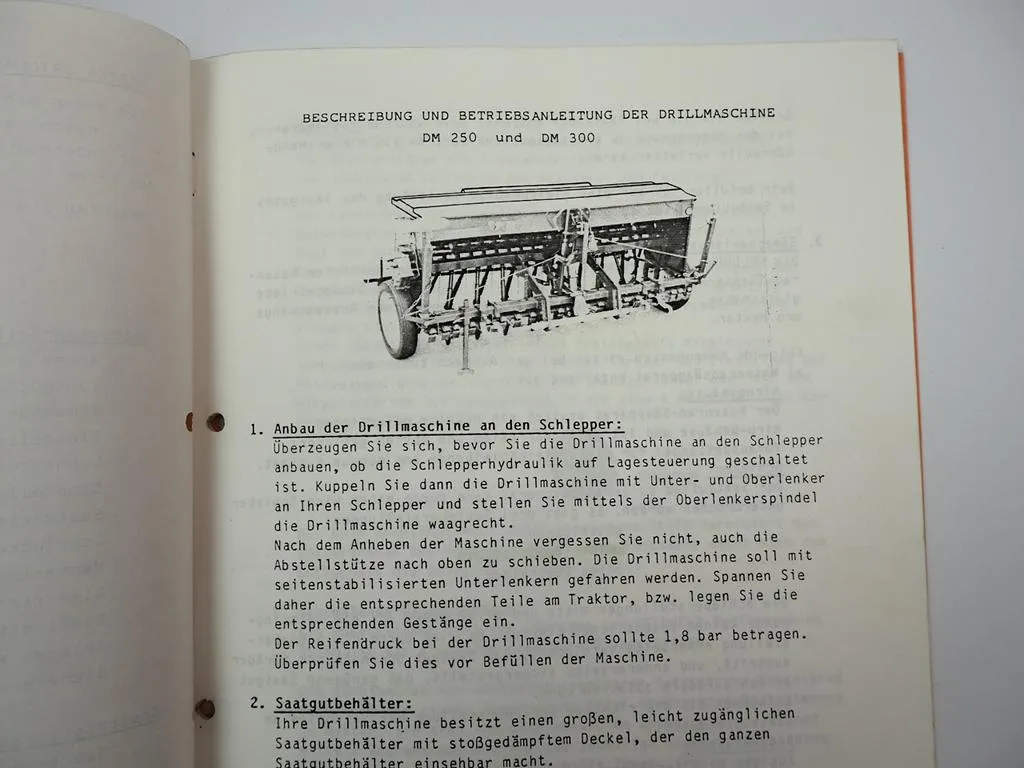 BESCHREIBUNG UND BETRIEBSANLEITUNG DER DRILLMASCHINE
DM 250 und DM 300
1. Anbau der Drillmaschine an den Schlepper:
Überzeugen Sie sich, bevor Sie die Drillmaschine an den Schlepper
anbauen, ob die Schlepperhydraulik auf Lagesteuerung geschaltet
ist. Kuppeln Sie dann die Drillmaschine mit Unter- und Oberlenker
an Ihren Schlepper und stellen Sie mittels der Oberlenkerspindel
die Drillmaschine waagrecht.
Nach dem Anheben der Maschine vergessen Sie nicht, auch die
Abstellstütze nach oben zu schieben. Die Drillmaschine soll mit
seitenstabilisierten Unterlenkern gefahren werden. Spannen Sie
daher die entsprechenden Teile am Traktor, bzw. legen Sie die
entsprechenden Gestänge ein.
Der Reifendruck bei der Drillmaschine sollte 1,8 bar betragen.
Überprüfen Sie dies vor Befüllen der Maschine.
2. Saatgutbehälter:
Ihre Drillmaschine besitzt einen großen, leicht zugänglichen
Saatgutbehälter mit stoßgedämpftem Deckel, der den ganzen
Saatgutbehälter einsehbar macht.